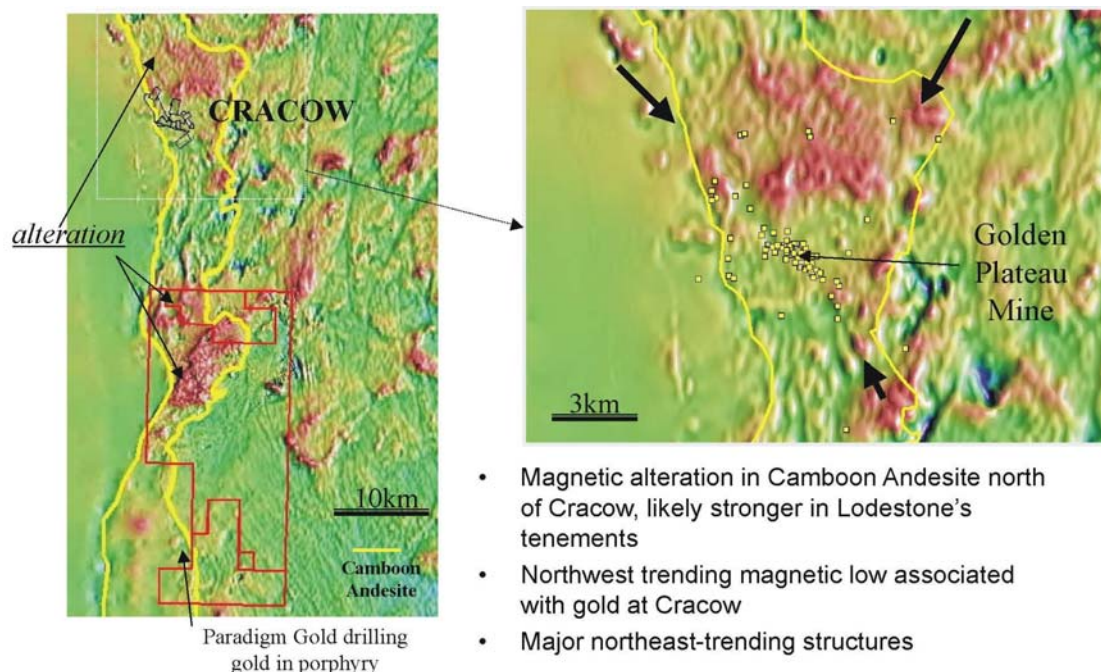 CRACOW
alteration
10km
Camboon
Andesite
Paradigm Gold drilling
gold in porphyry
Golden
Plateau
Mine
3km
• Magnetic alteration in Camboon Andesite north
of Cracow, likely stronger in Lodestone's
tenements
• Northwest trending magnetic low associated
with gold at Cracow
• Major northeast-trending structures